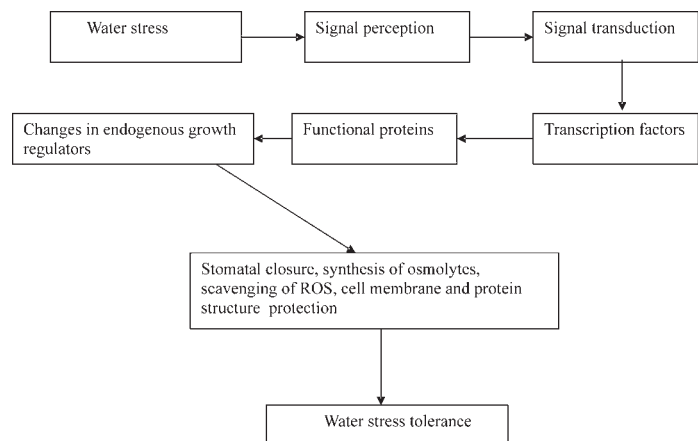 Water stress
Signal perception
Signal transduction
Transcription factors
Functional proteins
Changes in endogenous growth
regulators
Stomatal closure, synthesis of osmolytes,
scavenging of ROS, cell membrane and protein
structure protection
Water stress tolerance